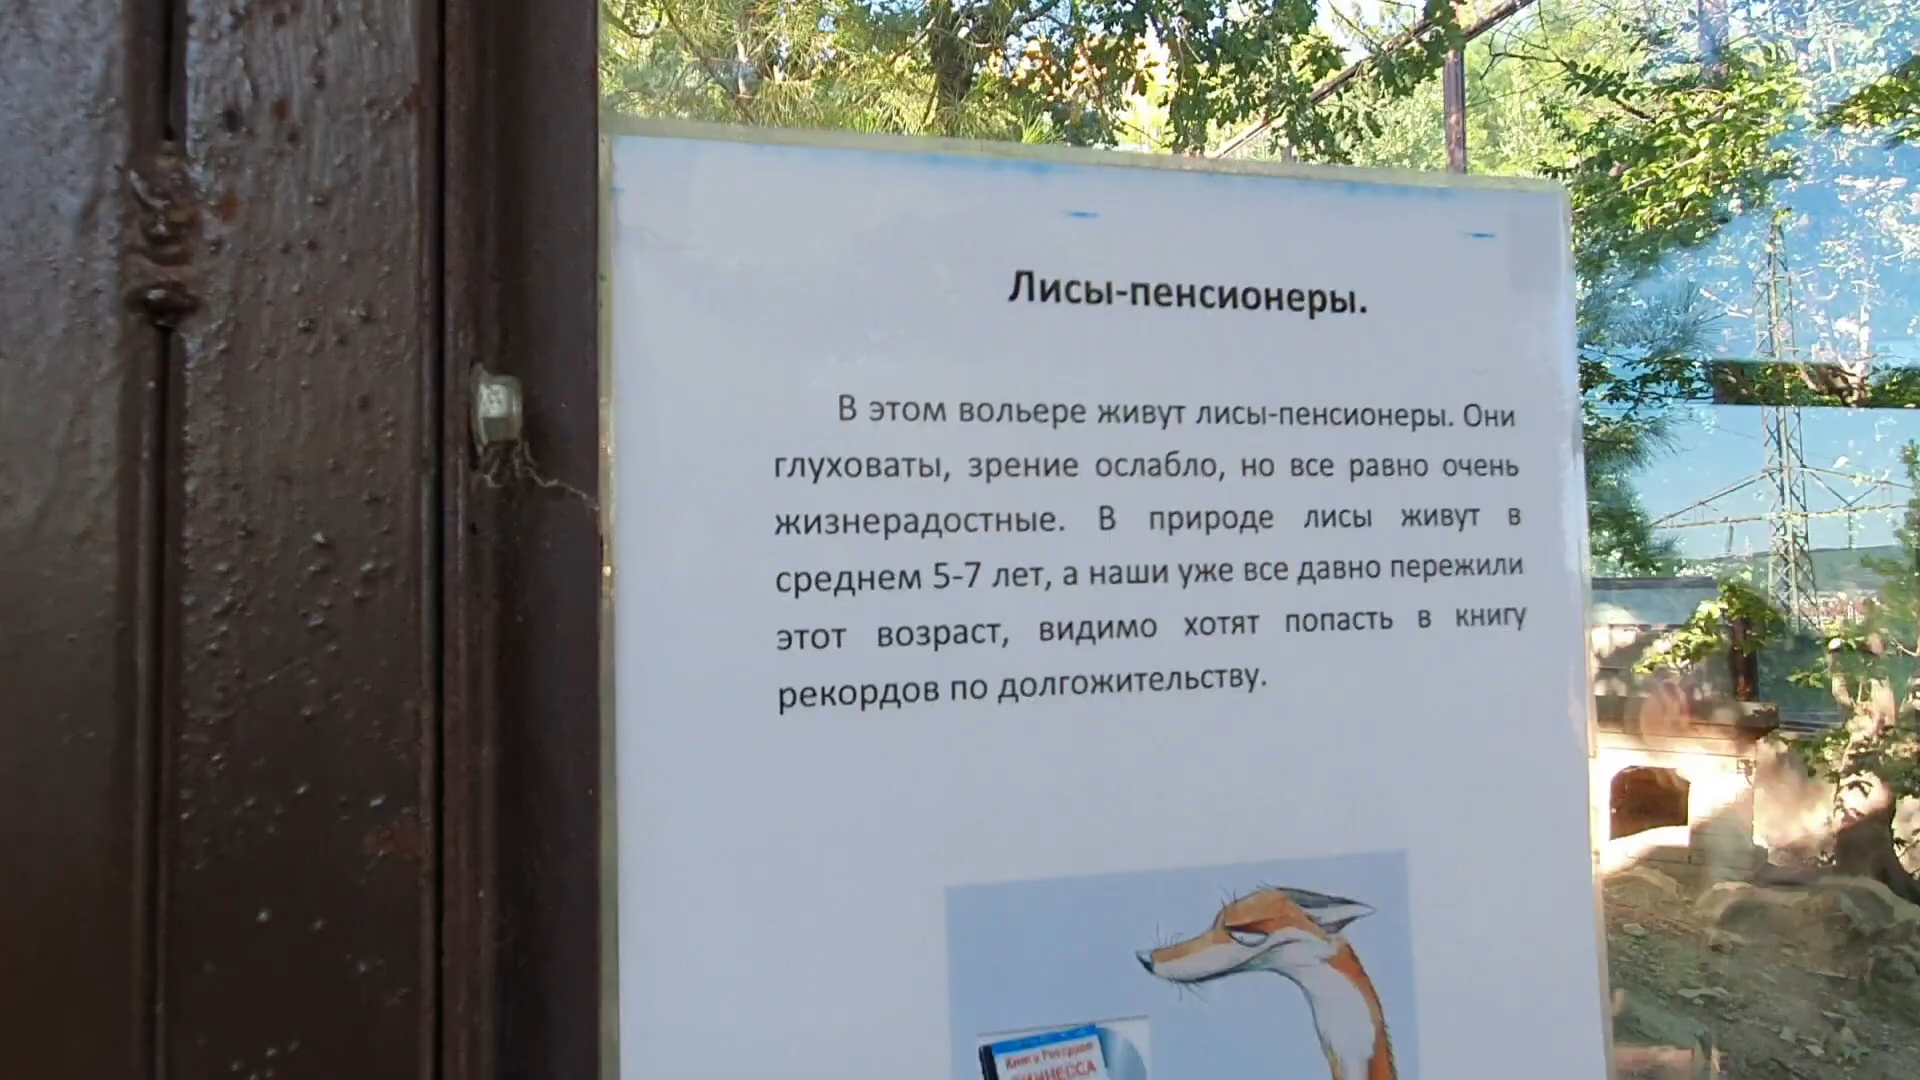 Лисы-пенсионеры.
В этом вольере живут лисы-пенсионеры. Они
глуховаты, зрение ослабло, но все равно очень
жизнерадостные. В природе лисы живут в
среднем 5-7 лет, а наши уже все давно пережили
этот возраст, видимо хотят попасть в книгу
рекордов по долгожительству.
Книга Рекордов